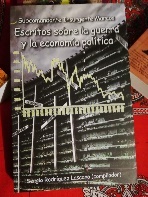 Subcomandante Insurgente Marcos
Escritos sobre la guerra
y la economía política
Sergio Rodríguez Lascano (compilador)